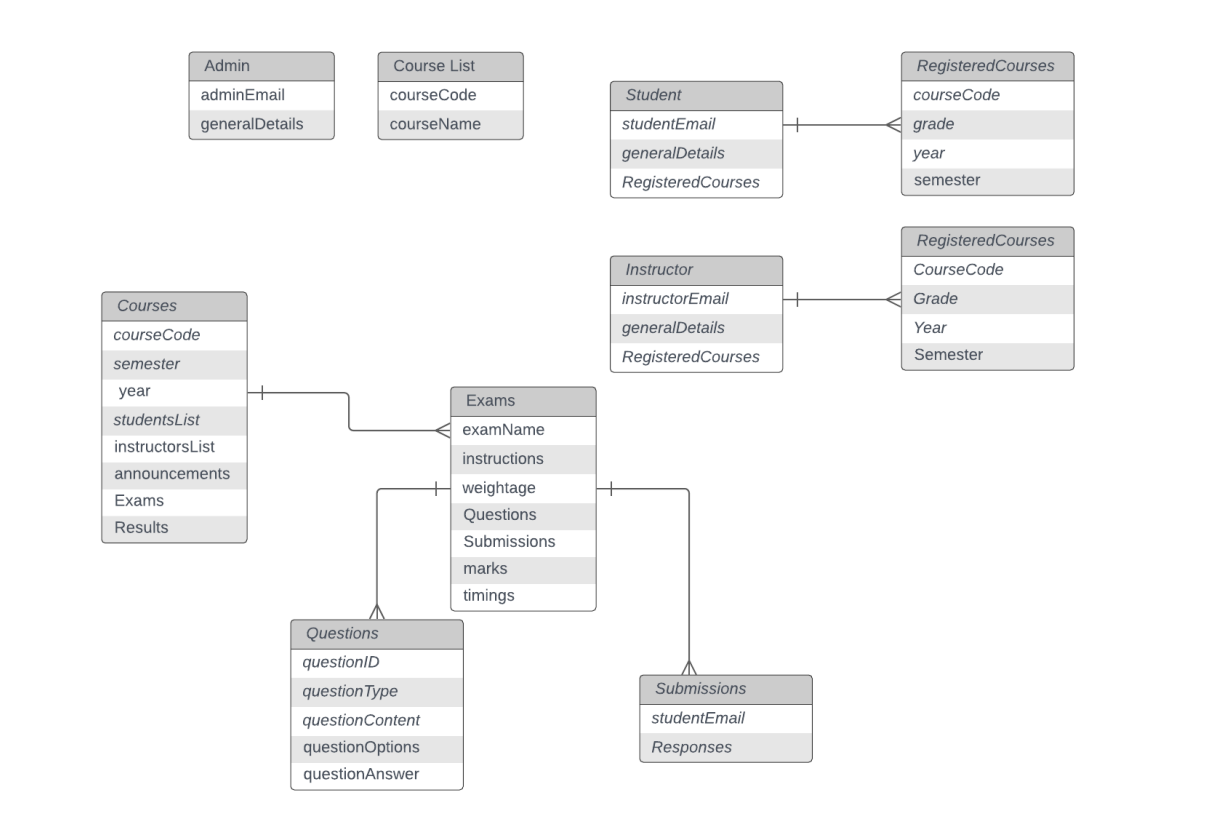 Admin
adminEmail
generalDetails
Course List
courseCode
courseName
Student
studentEmail
generalDetails
RegisteredCourses
RegisteredCourses
courseCode
grade
year
semester
Instructor
instructorEmail
generalDetails
RegisteredCourses
RegisteredCourses
CourseCode
Grade
Year
Semester
Courses
courseCode
semester
year
studentsList
instructorsList
announcements
Exams
Results
Exams
examName
instructions
weightage
Questions
Submissions
marks
timings
Questions
questionID
questionType
questionContent
questionOptions
questionAnswer
Submissions
studentEmail
Responses